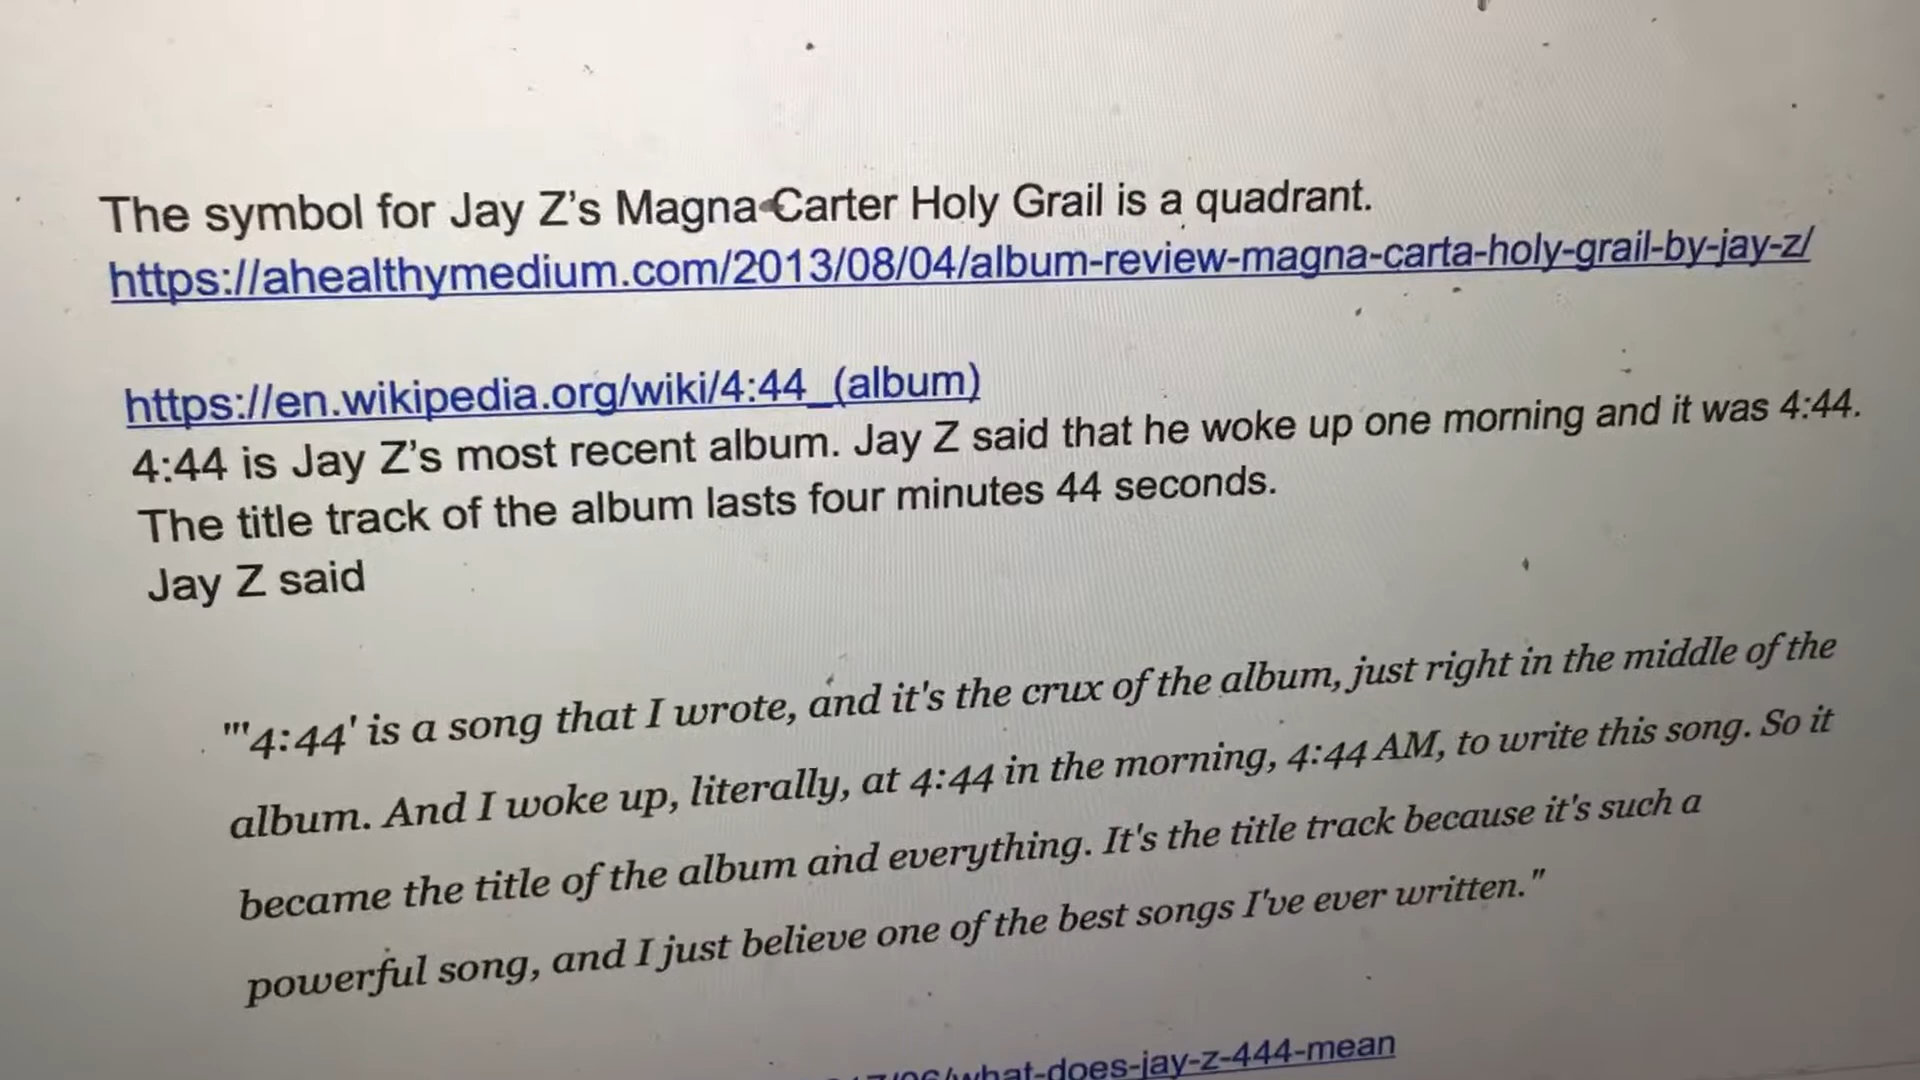 The symbol for Jay Z’s Magna Carter Holy Grail is a quadrant.
https://ahealthymedium.com/2013/08/04/album-review-magna-carta-holy-grail-by-jay-z/
https://en.wikipedia.org/wiki/4:44_(album)
4:44 is Jay Z’s most recent album. Jay Z said that he woke up one morning and it was 4:44.
The title track of the album lasts four minutes 44 seconds.
Jay Z said
"'4:44' is a song that I wrote, and it's the crux of the album, just right in the middle of the
album. And I woke up, literally, at 4:44 in the morning, 4:44 AM, to write this song. So it
became the title of the album and everything. It's the title track because it's such a
powerful song, and I just believe one of the best songs I've ever written."
/what-does-jay-z-444-mean